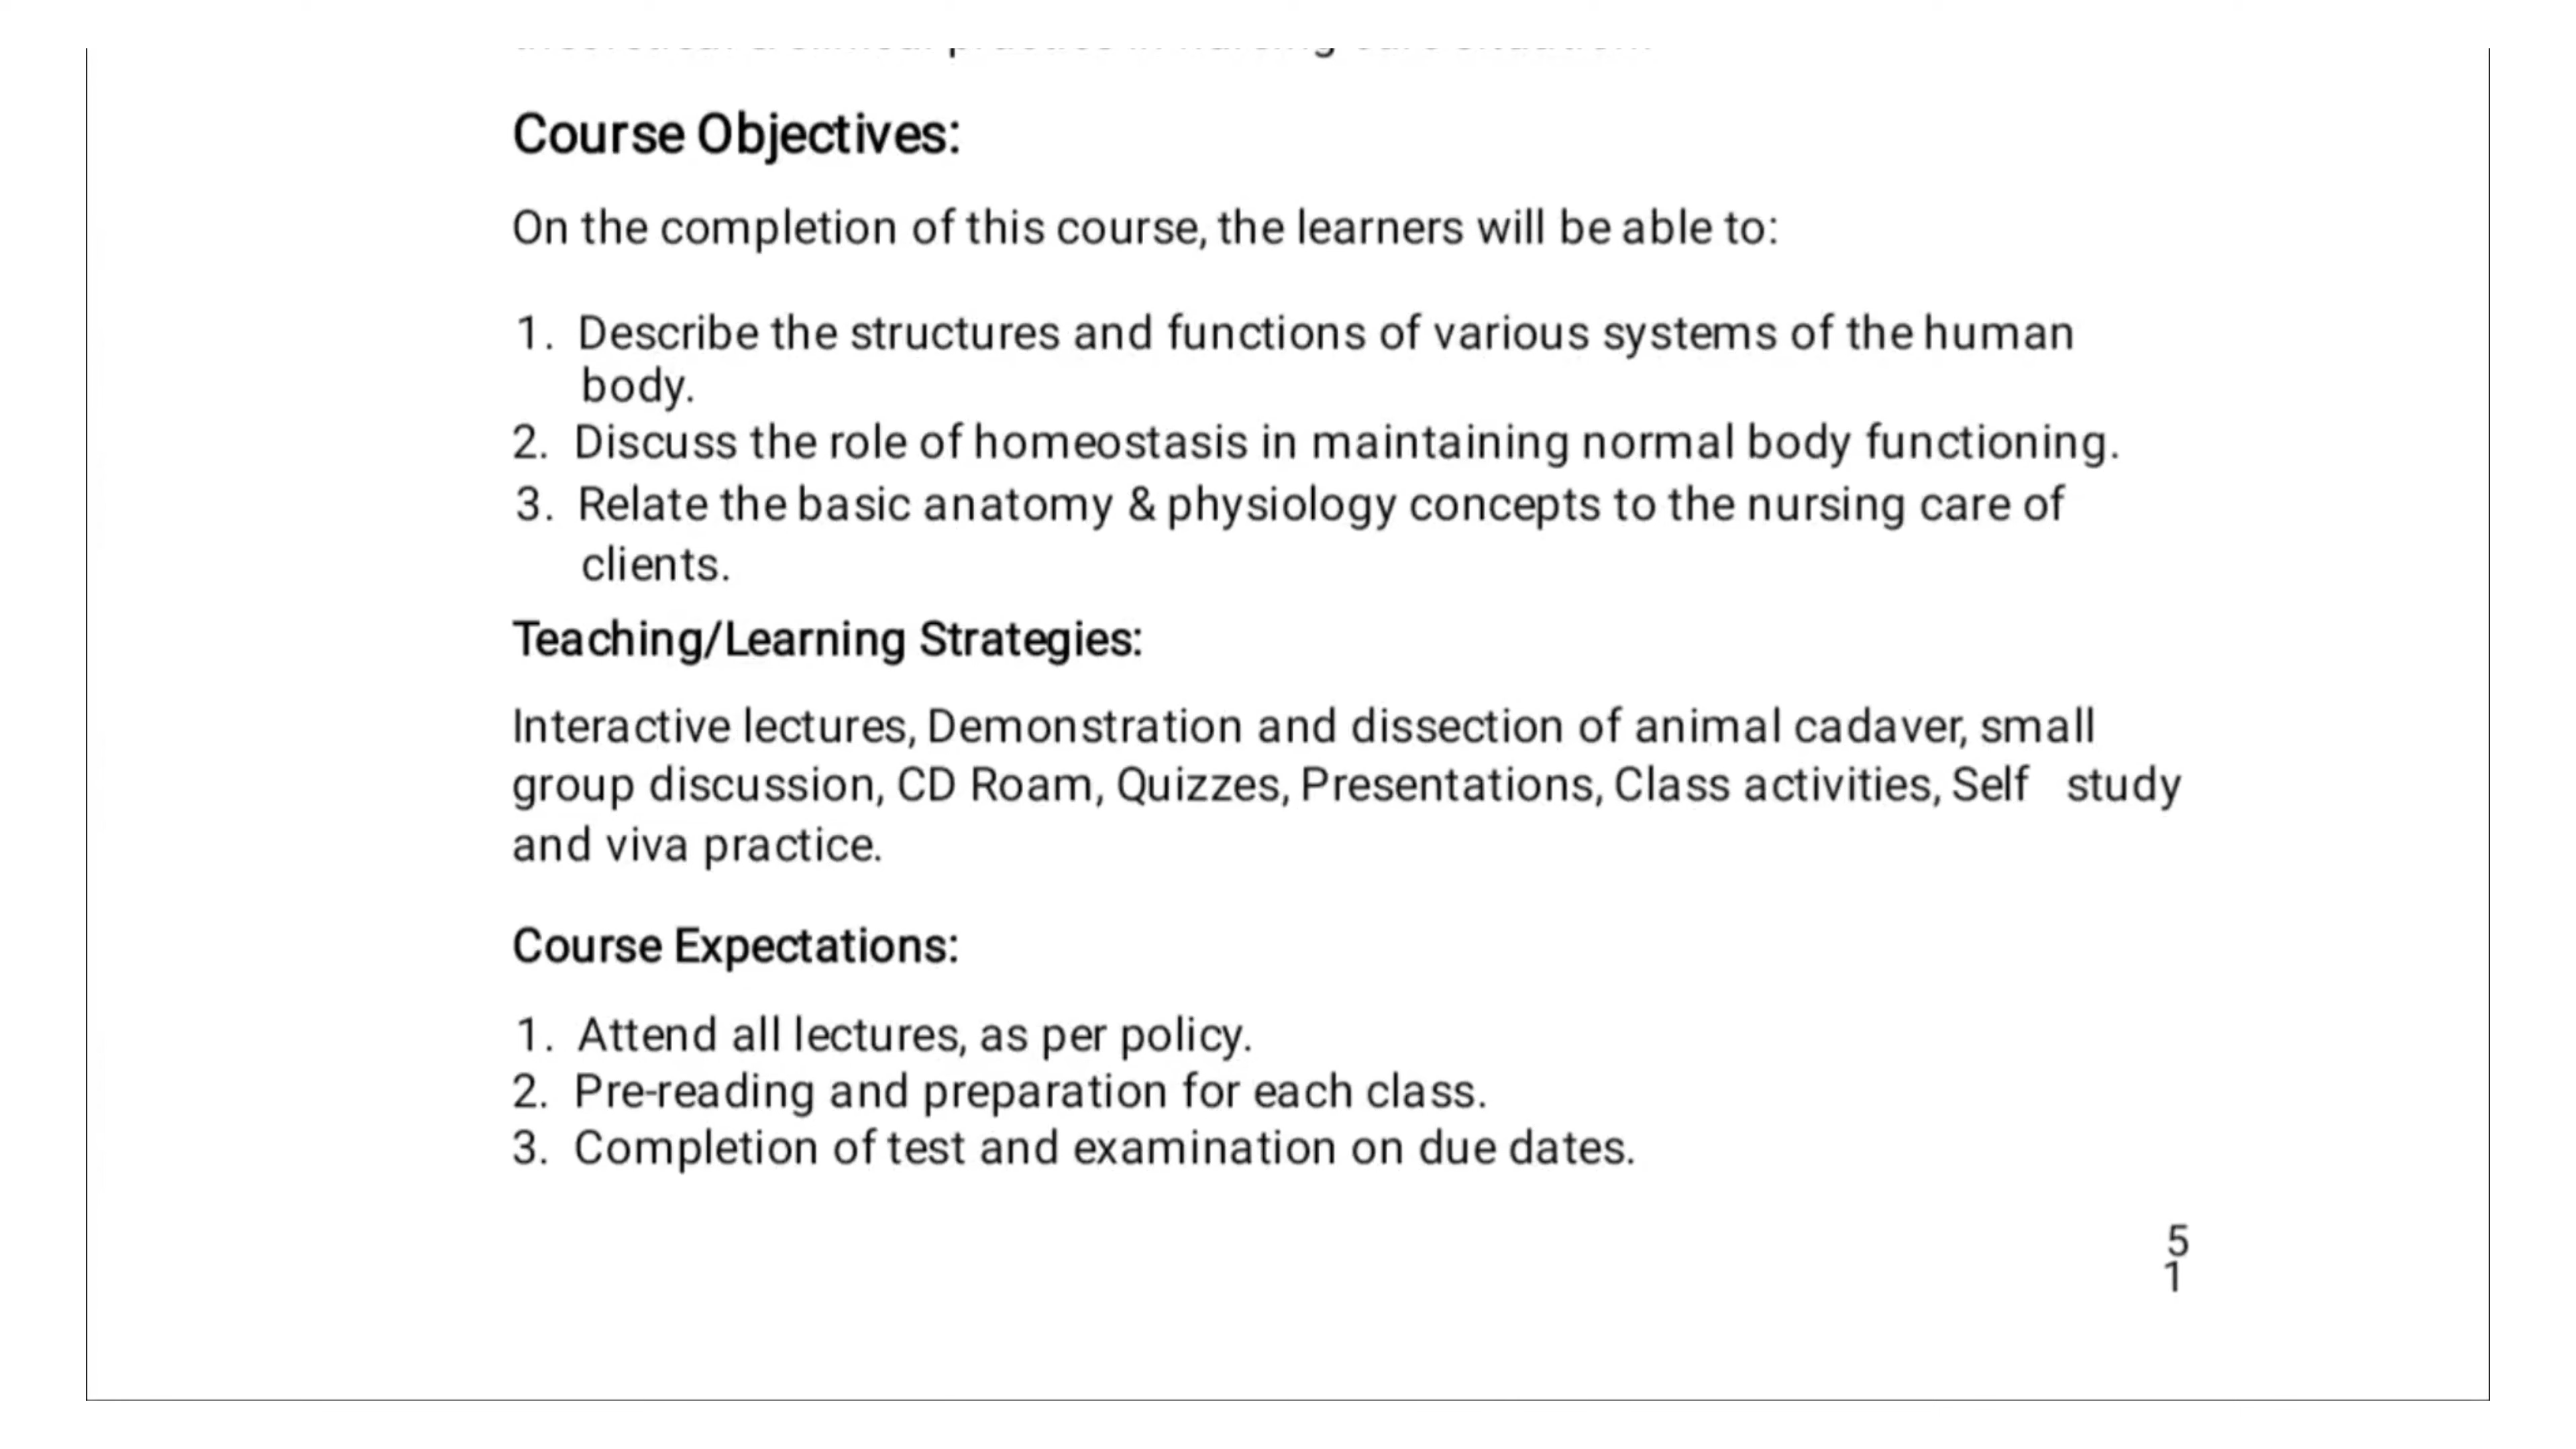 Course Objectives:
On the completion of this course, the learners will be able to:
1. Describe the structures and functions of various systems of the human
body.
2. Discuss the role of homeostasis in maintaining normal body functioning.
3. Relate the basic anatomy & physiology concepts to the nursing care of
clients.
Teaching/Learning Strategies:
Interactive lectures, Demonstration and dissection of animal cadaver, small
group discussion, CD Roam, Quizzes, Presentations, Class activities, Self study
and viva practice.
Course Expectations:
1. Attend all lectures, as per policy.
2. Pre-reading and preparation for each class.
3. Completion of test and examination on due dates.
5
1